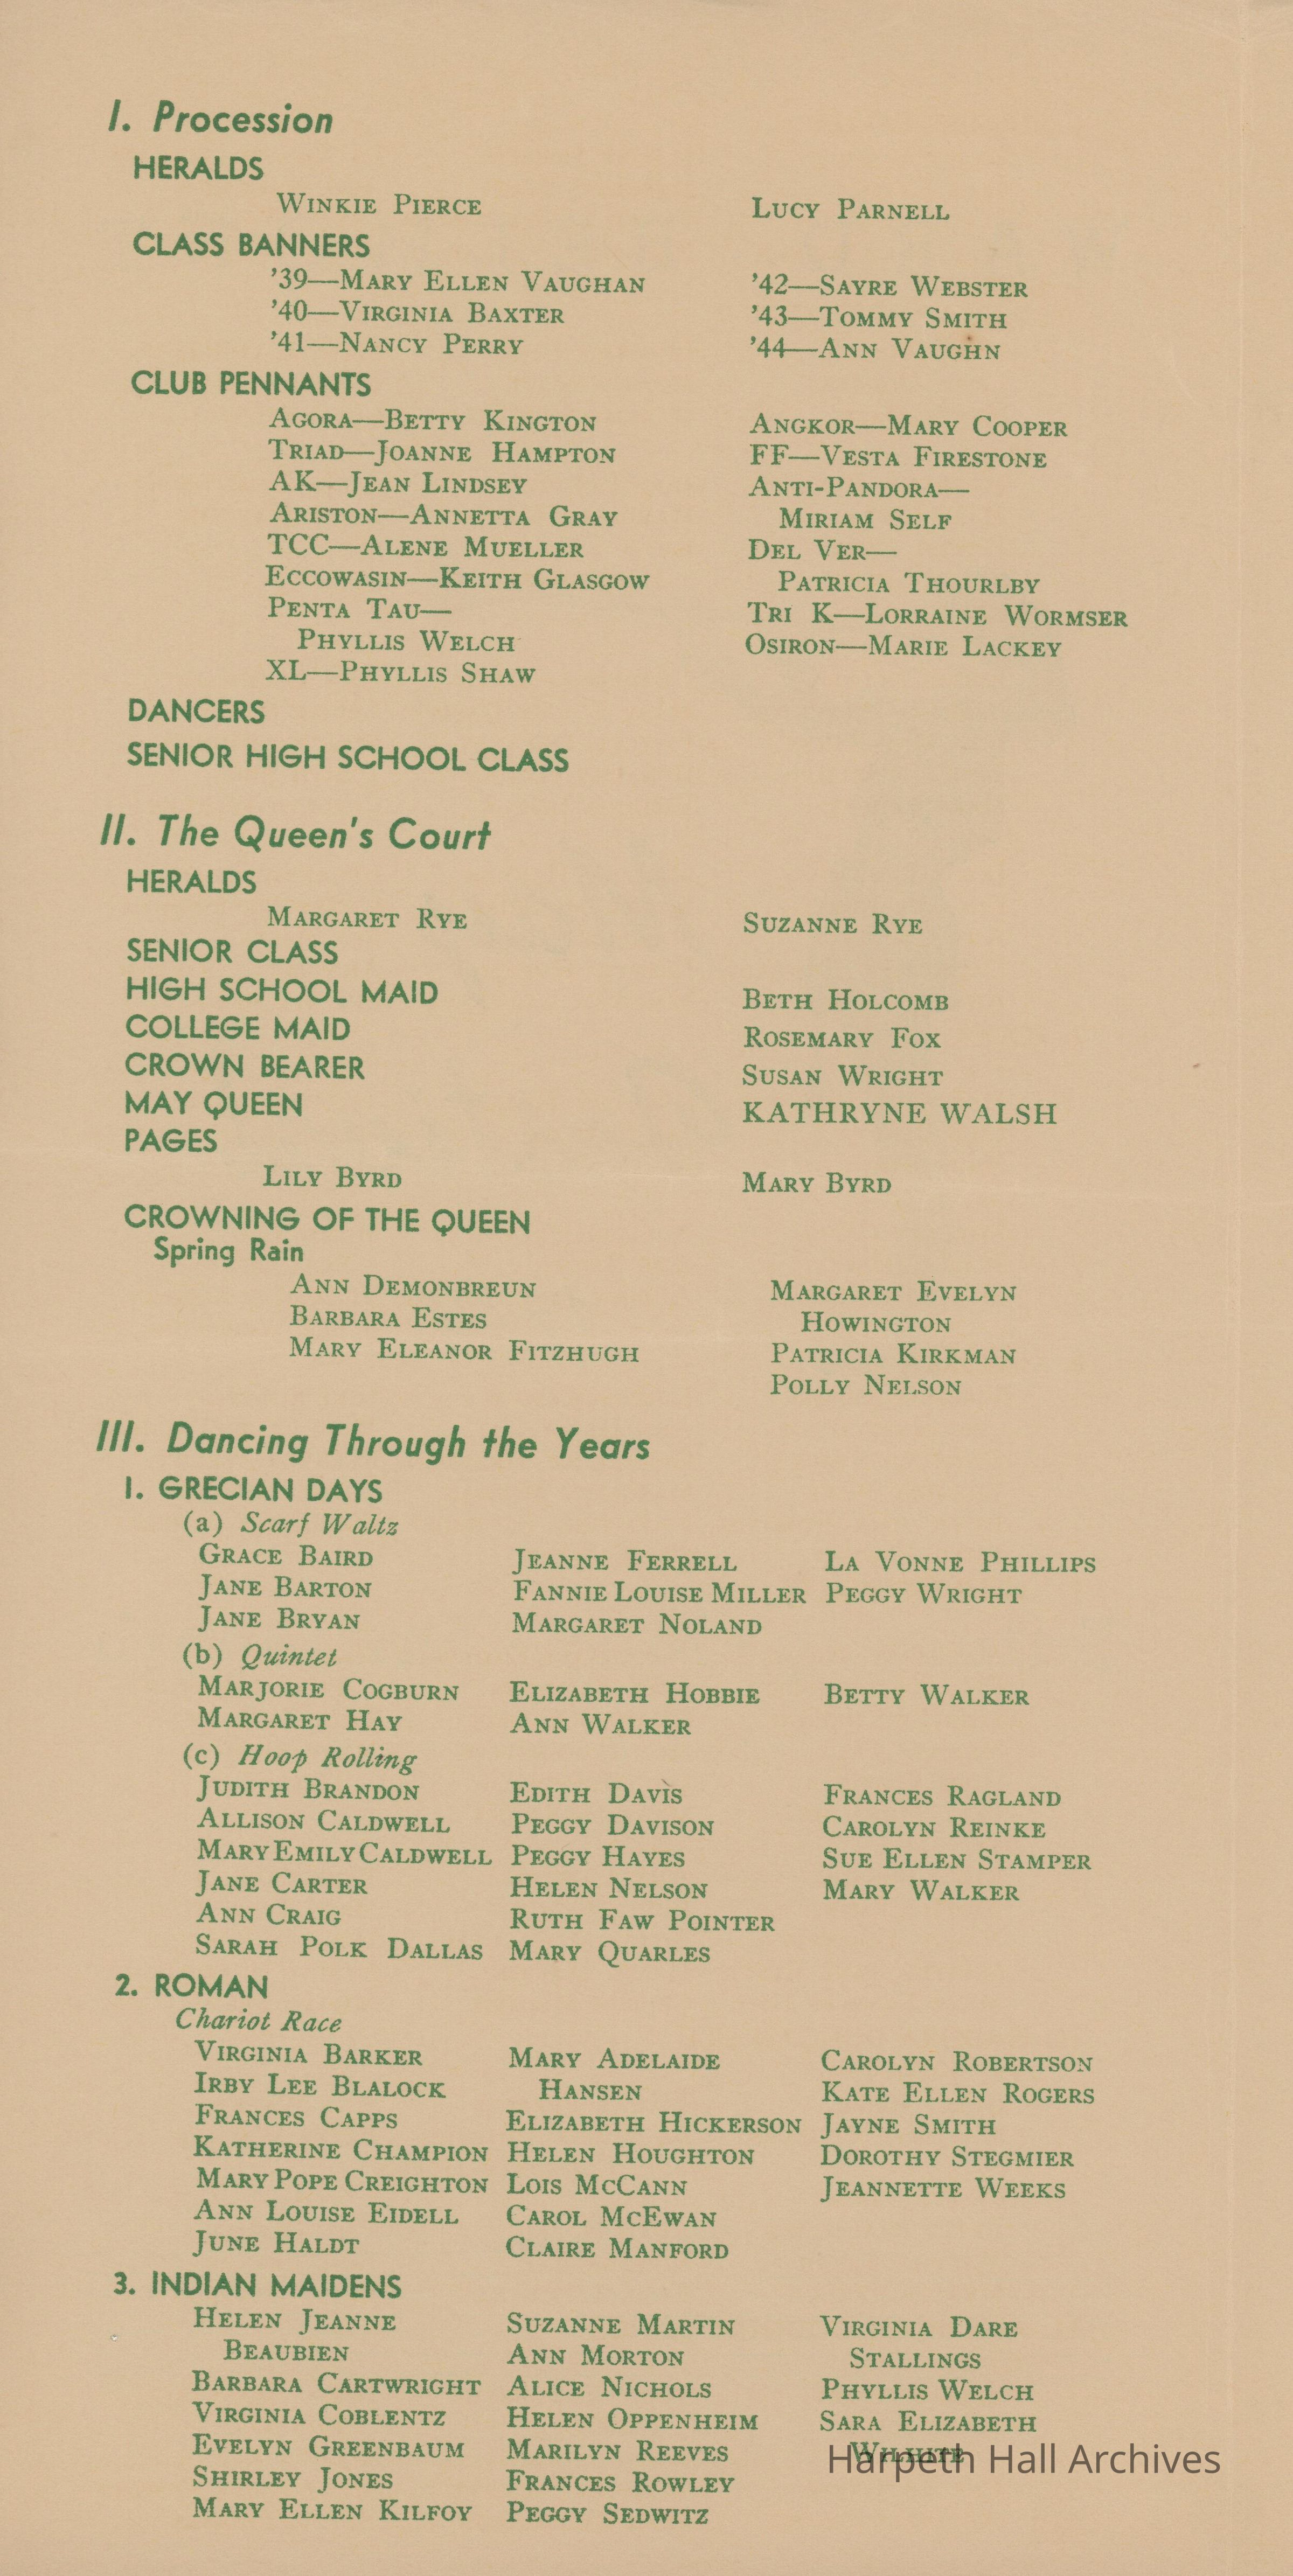 I. Procession
HERALDS
WINKIE PIERCE LUCY PARNELL
CLASS BANNERS
'39—MARY ELLEN VAUGHAN '42—SAYRE WEBSTER
'40—VIRGINIA BAXTER '43—TOMMY SMITH
'41—NANCY PERRY '44—ANN VAUGHN
CLUB PENNANTS
AGORA—BETTY KINGTON ANGKOR—MARY COOPER
TRIAD—JOANNE HAMPTON FF—VESTA FIRESTONE
AK—JEAN LINDSEY ANTI-PANDORA—
ARISTON—ANNETTA GRAY MIRIAM SELF
TCC—ALENE MUELLER DEL VER—
ECCOWASIN—KEITH GLASGOW PATRICIA THOURLBY
PENTA TAU— TRI K—LORRAINE WORMSER
PHYLLIS WELCH OSIRON—MARIE LACKEY
XL—PHYLLIS SHAW
DANCERS
SENIOR HIGH SCHOOL CLASS
II. The Queen's Court
HERALDS
MARGARET RYE SUZANNE RYE
SENIOR CLASS
HIGH SCHOOL MAID BETH HOLCOMB
COLLEGE MAID ROSEMARY FOX
CROWN BEARER SUSAN WRIGHT
MAY QUEEN KATHRYNE WALSH
PAGES
LILY BYRD MARY BYRD
CROWNING OF THE QUEEN
Spring Rain
ANN DEMONBREUN MARGARET EVELYN
BARBARA ESTES HOWINGTON
MARY ELEANOR FITZHUGH PATRICIA KIRKMAN
POLLY NELSON
III. Dancing Through the Years
1. GRECIAN DAYS
(a) Scarf Waltz
GRACE BAIRD JEANNE FERRELL LA VONNE PHILLIPS
JANE BARTON FANNIE LOUISE MILLER PEGGY WRIGHT
JANE BRYAN MARGARET NOLAND
(b) Quintet
MARJORIE COGBURN ELIZABETH HOBBIE BETTY WALKER
MARGARET HAY ANN WALKER
(c) Hoop Rolling
JUDITH BRANDON EDITH DAVIS FRANCES RAGLAND
ALLISON CALDWELL PEGGY DAVISON CAROLYN REINKE
MARY EMILY CALDWELL PEGGY HAYES SUE ELLEN STAMPER
JANE CARTER HELEN NELSON MARY WALKER
ANN CRAIG RUTH FAW POINTER
SARAH POLK DALLAS MARY QUARLES
2. ROMAN
Chariot Race
VIRGINIA BARKER MARY ADELAIDE CAROLYN ROBERTSON
IRBY LEE BLALOCK HANSEN KATE ELLEN ROGERS
FRANCES CAPPS ELIZABETH HICKERSON JAYNE SMITH
KATHERINE CHAMPION HELEN HOUGHTON DOROTHY STEGMIER
MARY POPE CREIGHTON LOIS MCCANN JEANNETTE WEEKS
ANN LOUISE EIDELL CAROL MCEWAN
JUNE HALDT CLAIRE MANFORD
3. INDIAN MAIDENS
HELEN JEANNE SUZANNE MARTIN VIRGINIA DARE
BEAUBIEN ANN MORTON STALLINGS
BARBARA CARTWRIGHT ALICE NICHOLS PHYLLIS WELCH
VIRGINIA COBLENTZ HELEN OPPENHEIM SARA ELIZABETH
EVELYN GREENBAUM MARILYN REEVES
SHIRLEY JONES FRANCES ROWLEY
MARY ELLEN KILFOY PEGGY SEDWITZ
Harpeth Hall Archives